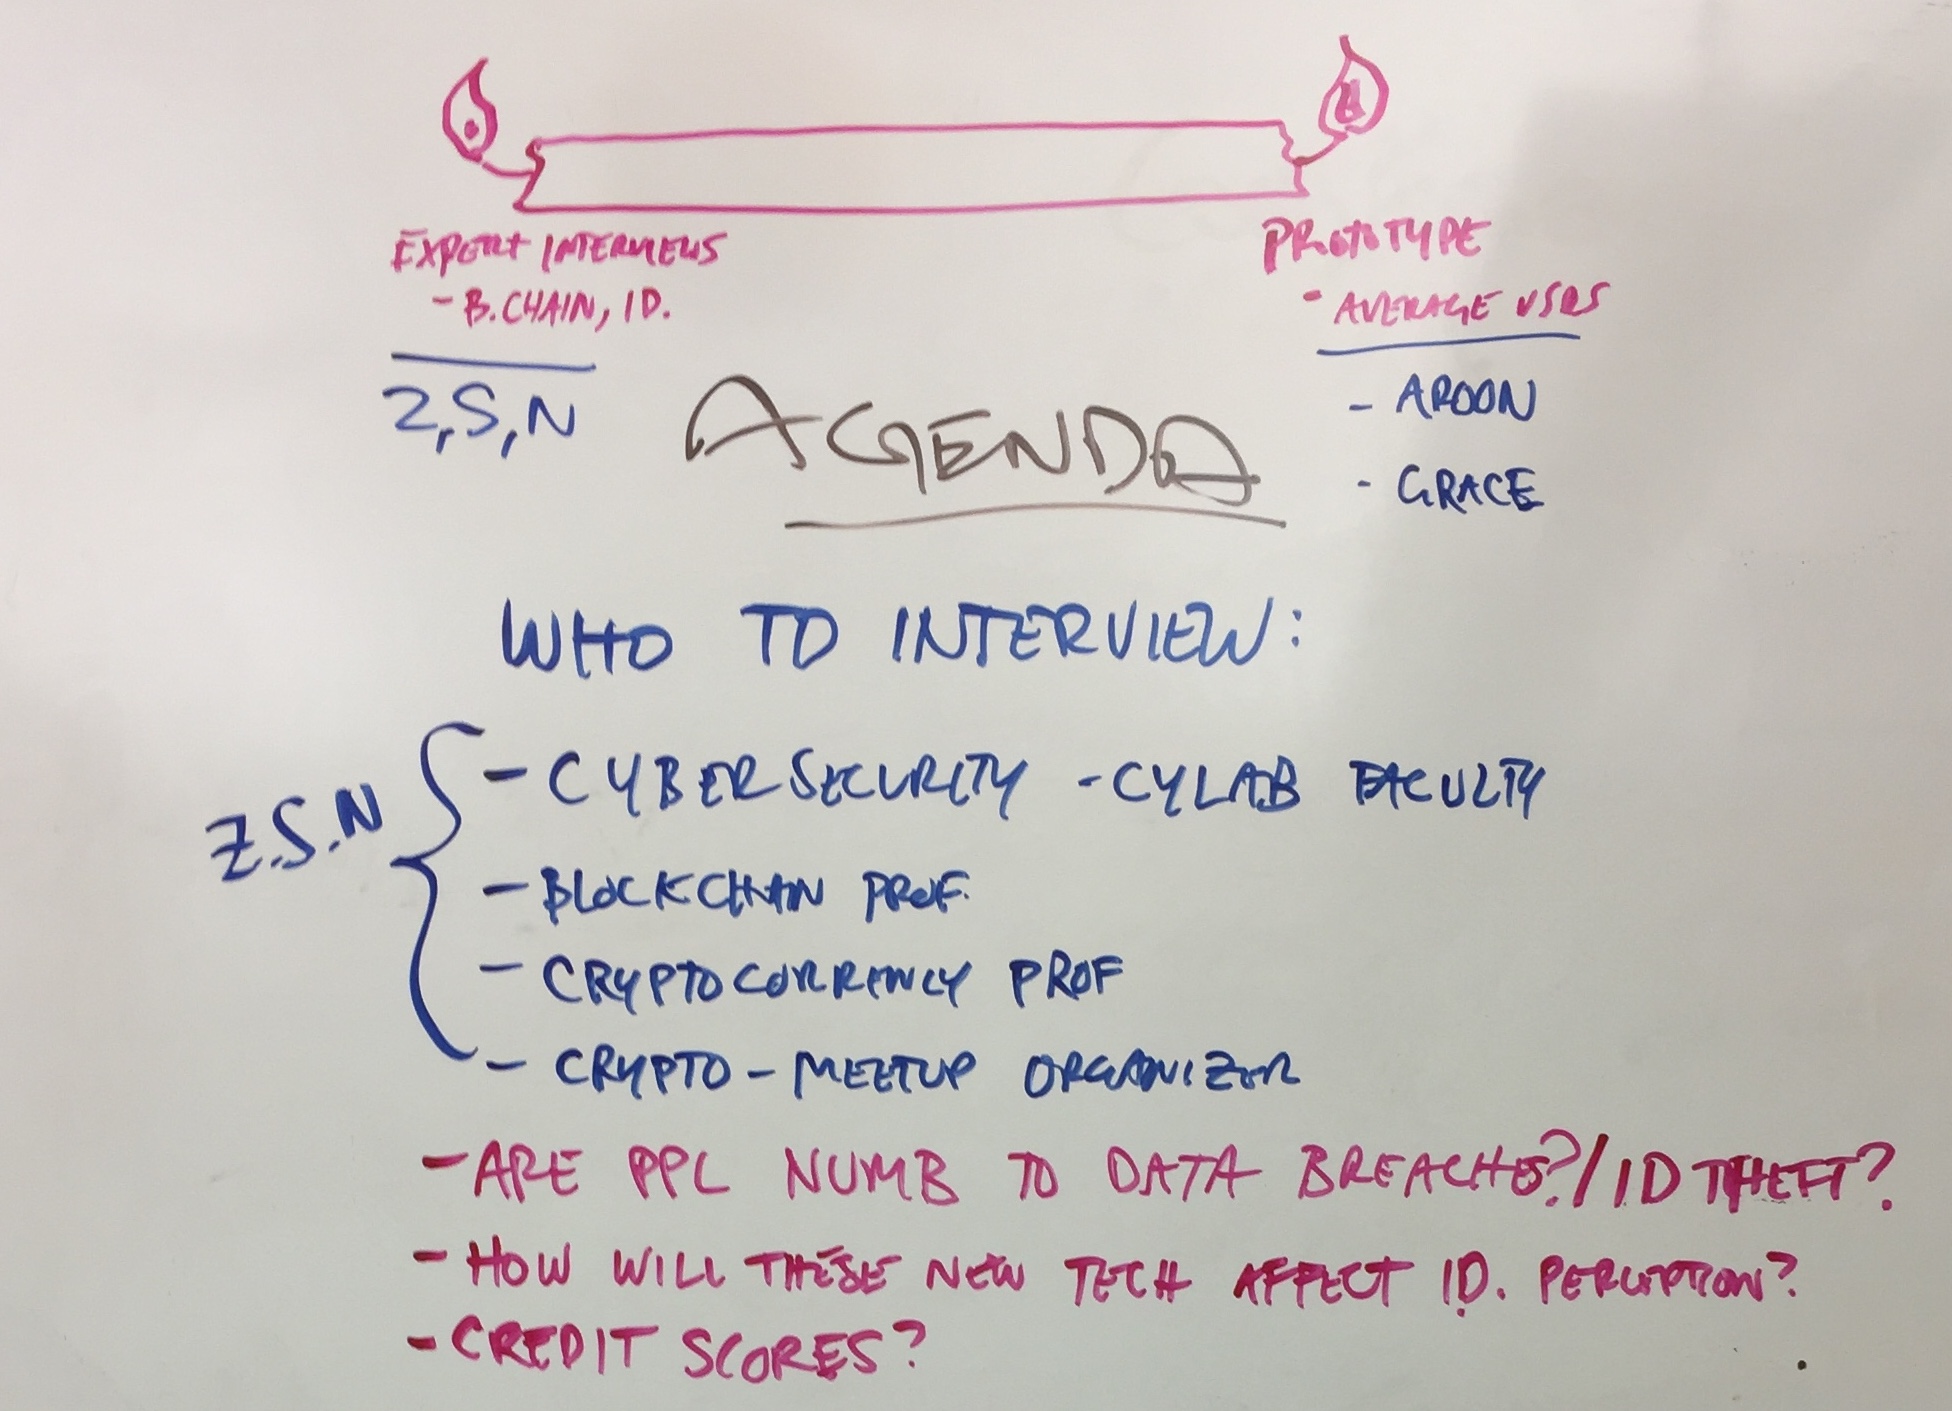 EXPERT INTERVIEWS
- B.CHAIN, ID.
Z,S,N
PROTOTYPE
- AVERAGE USRS
- AROON
- GRACE
AGENDA
WHO TO INTERVIEW:
Z.S.N
- CYBERSECURITY - CYLAB FACULTY
- BLOCKCHAIN PROF.
- CRYPTOCURRENCY PROF
- CRYPTO - MEETUP ORGANIZER
- ARE PPL NUMB TO DATA BREACHES?/ID THEFT?
- HOW WILL THESE NEW TECH AFFECT ID. PERCEPTION?
- CREDIT SCORES?